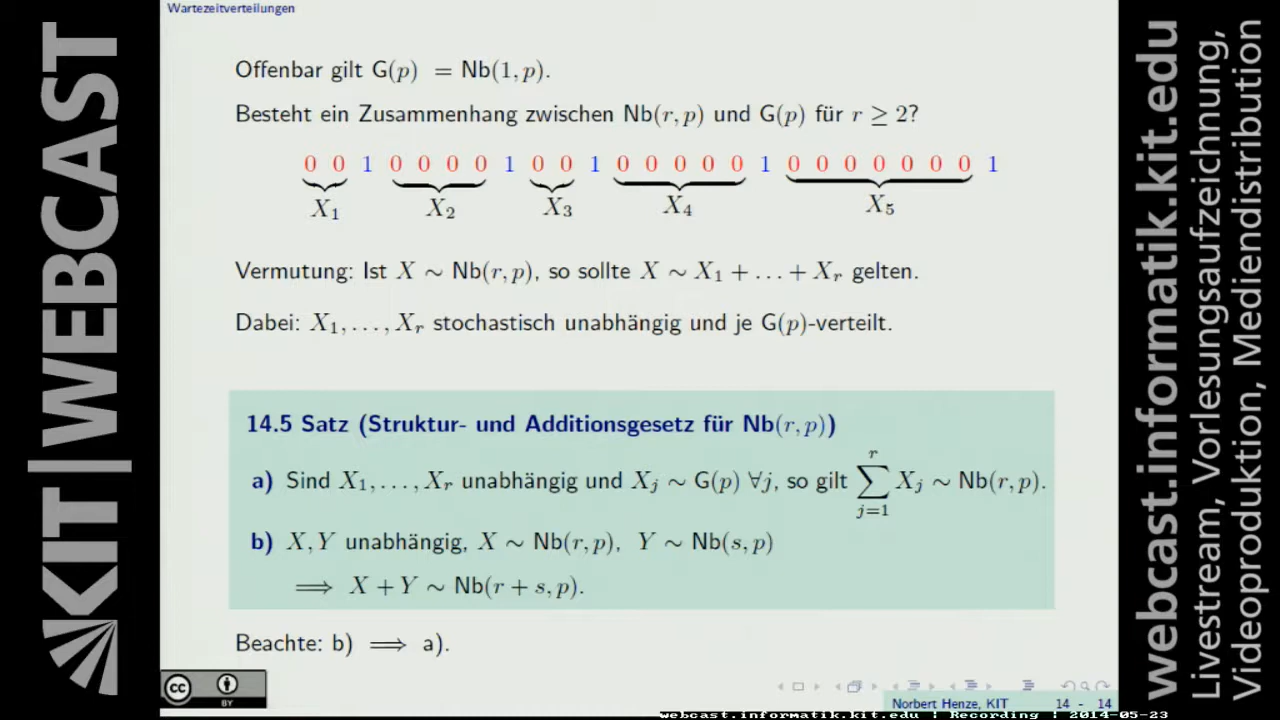 Wartezeitverteilungen
Offenbar gilt G(p) = Nb(1, p).
Besteht ein Zusammenhang zwischen Nb(r, p) und G(p) für r ≥ 2?
0 0 1 0 0 0 0 1 0 0 1 0 0 0 0 0 1 0 0 0 0 0 0 0 1
X₁ X₂ X₃ X₄ X₅
Vermutung: Ist X ∼ Nb(r, p), so sollte X ∼ X₁ + … + Xᵣ gelten.
Dabei: X₁, … , Xᵣ stochastisch unabhängig und je G(p)-verteilt.
14.5 Satz (Struktur- und Additionsgesetz für Nb(r, p))
a) Sind X₁, … , Xᵣ unabhängig und Xⱼ ∼ G(p) ∀j, so gilt ∑_{j=1}^{r} Xⱼ ∼ Nb(r, p).
b) X, Y unabhängig, X ∼ Nb(r, p), Y ∼ Nb(s, p)
⟹ X + Y ∼ Nb(r + s, p).
Beachte: b) ⟹ a).
cc BY
Norbert Henze, KIT 14 - 14
webcast.informatik.kit.edu | Recording | 2014-05-23
KIT | WEBCAST
webcast.informatik.kit.edu
Livestream, Vorlesungsaufzeichnung,
Videoproduktion, Mediendistribution